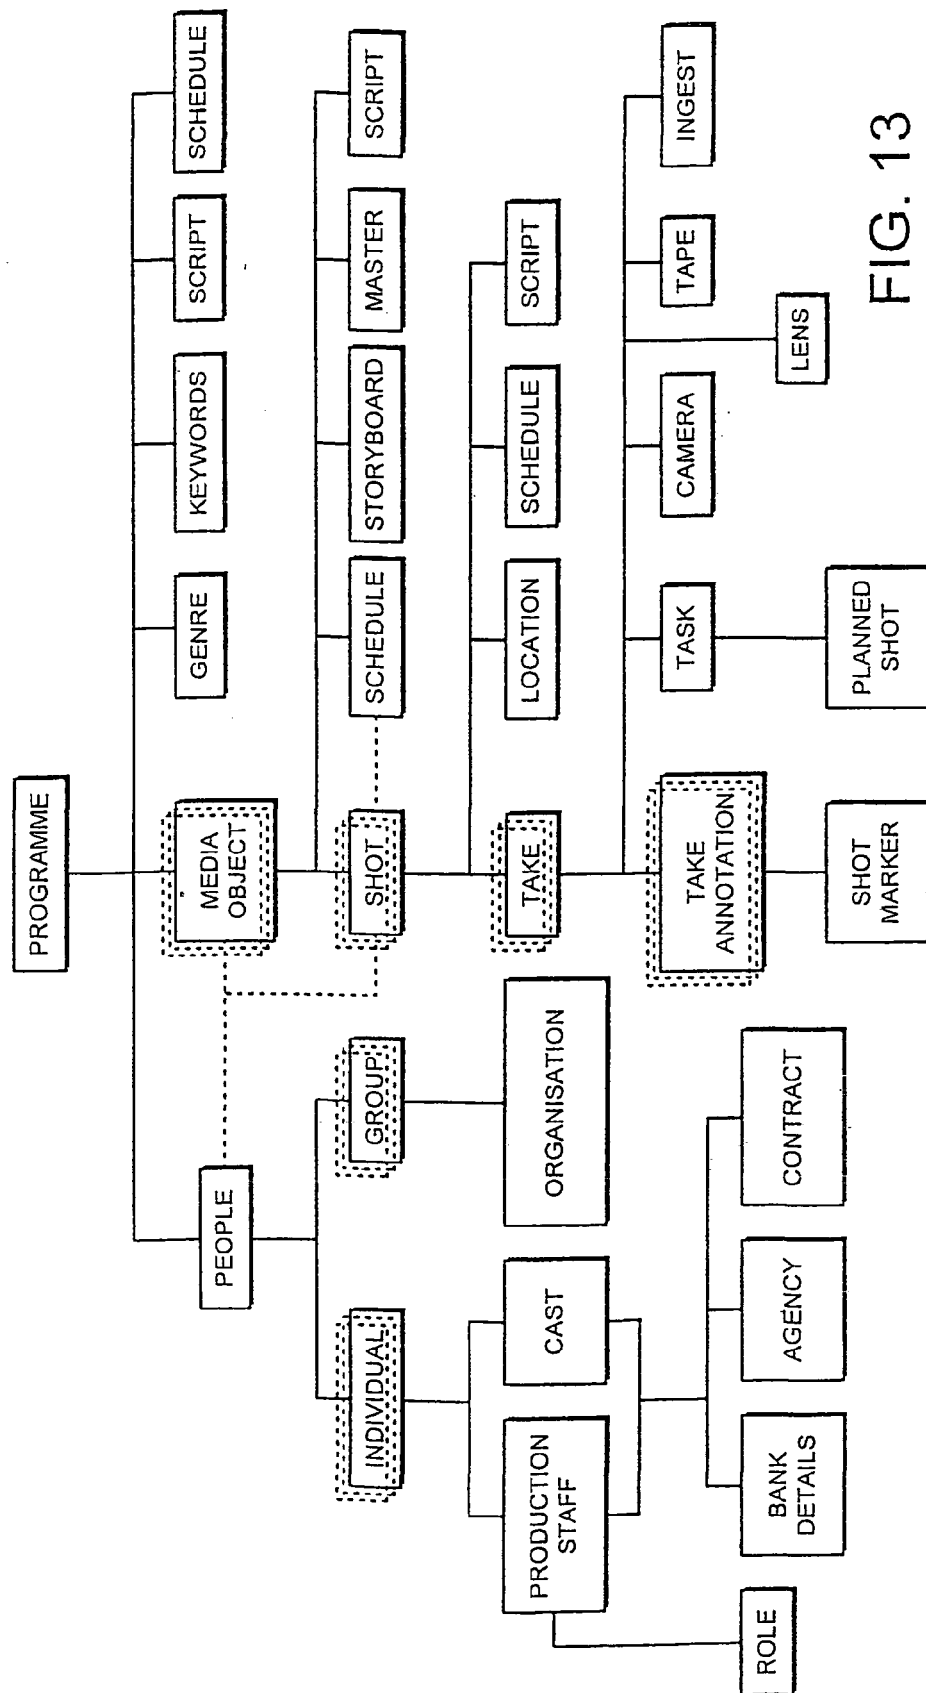 PROGRAMME
PEOPLE
MEDIA
OBJECT
GENRE
KEYWORDS
SCRIPT
SCHEDULE
INDIVIDUAL
GROUP
SHOT
SCHEDULE
STORYBOARD
MASTER
SCRIPT
PRODUCTION
STAFF
CAST
ORGANISATION
TAKE
LOCATION
SCHEDULE
SCRIPT
TAKE
ANNOTATION
TASK
CAMERA
LENS
TAPE
INGEST
ROLE
BANK
DETAILS
AGENCY
CONTRACT
SHOT
MARKER
PLANNED
SHOT
FIG. 13